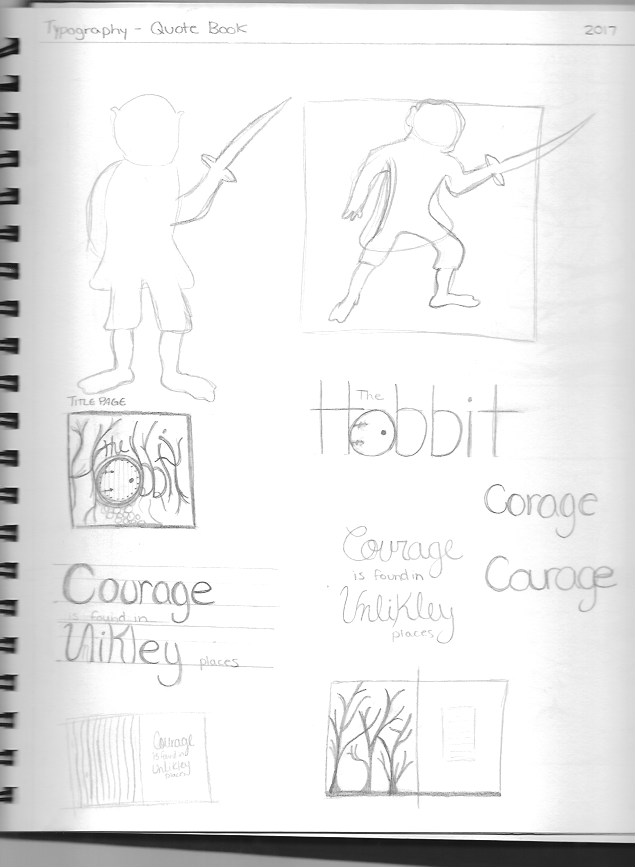 Typography - Quote Book 2017
TITLE PAGE
the
Hobbit
The
Hobbit
Corage
Courage
Courage
is found in
UnliKley
places
Courage
is found in
UnliKley
places
Courage
is found in
Unlikley
places